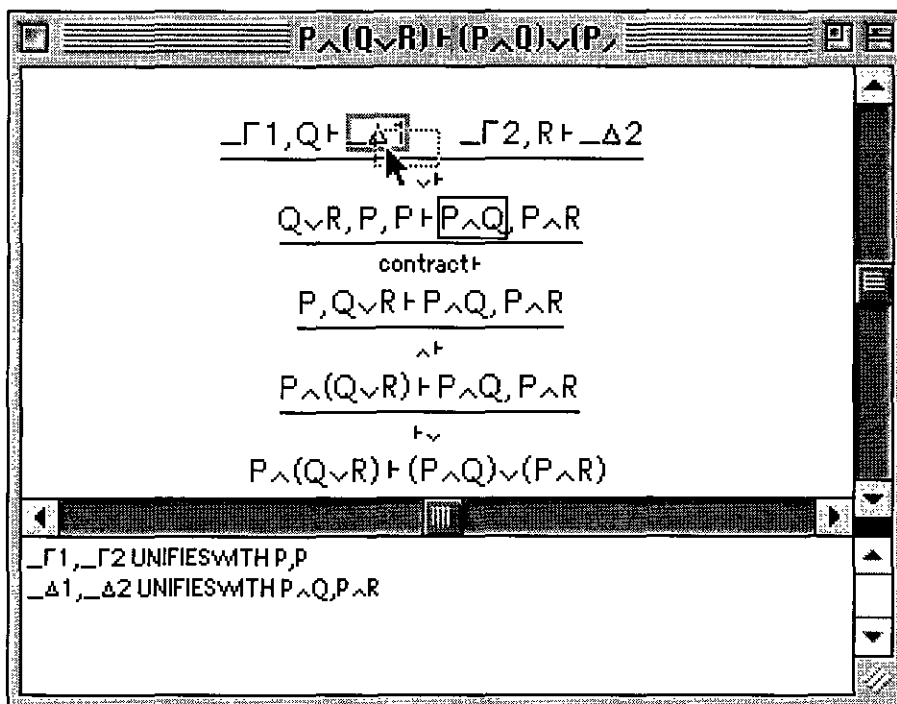 P∧(Q∨R)⊢(P∧Q)∨(P∧
_Γ1,Q⊢_Δ1 _Γ2,R⊢_Δ2
∨⊢
Q∨R,P,P⊢P∧Q,P∧R
contract⊢
P,Q∨R⊢P∧Q,P∧R
∧⊢
P∧(Q∨R)⊢P∧Q,P∧R
⊢∨
P∧(Q∨R)⊢(P∧Q)∨(P∧R)
_Γ1,_Γ2 UNIFIESWITH P,P
_Δ1,_Δ2 UNIFIESWITH P∧Q,P∧R